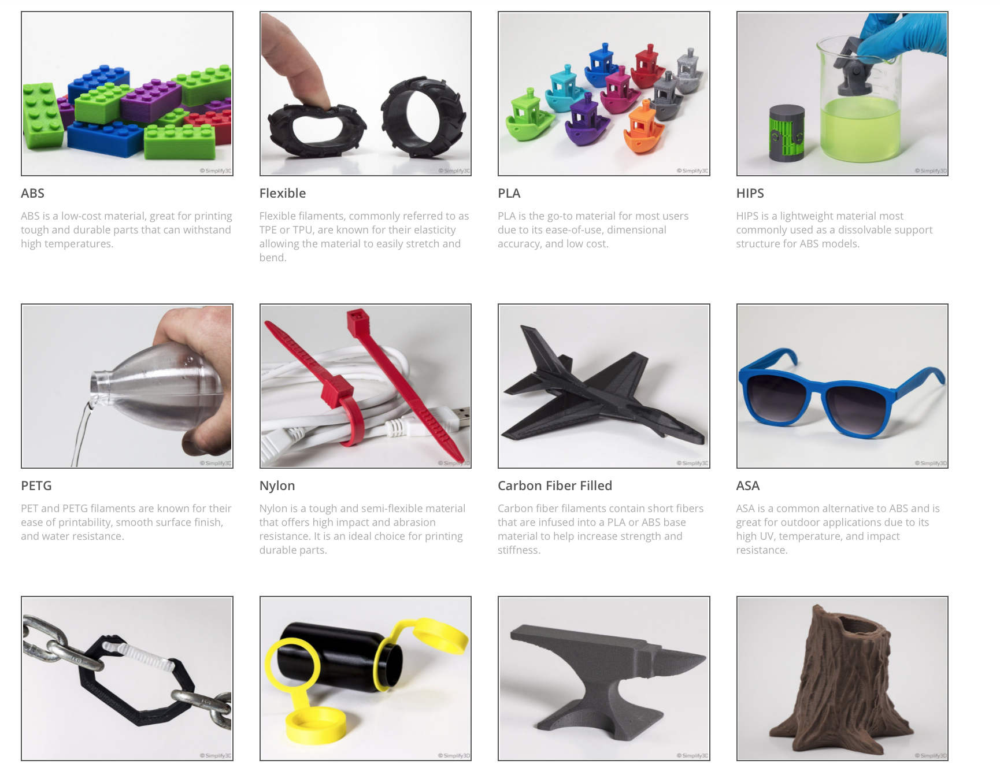 © Simplify3D
© Simplify3D
© Simplify3D
© Simplify3D
ABS
ABS is a low-cost material, great for printing
tough and durable parts that can withstand
high temperatures.
Flexible
Flexible filaments, commonly referred to as
TPE or TPU, are known for their elasticity
allowing the material to easily stretch and
bend.
PLA
PLA is the go-to material for most users
due to its ease-of-use, dimensional
accuracy, and low cost.
HIPS
HIPS is a lightweight material most
commonly used as a dissolvable support
structure for ABS models.
© Simplify3D
© Simplify3D
© Simplify3D
© Simplify3D
PETG
PET and PETG filaments are known for their
ease of printability, smooth surface finish,
and water resistance.
Nylon
Nylon is a tough and semi-flexible material
that offers high impact and abrasion
resistance. It is an ideal choice for printing
durable parts.
Carbon Fiber Filled
Carbon fiber filaments contain short fibers
that are infused into a PLA or ABS base
material to help increase strength and
stiffness.
ASA
ASA is a common alternative to ABS and is
great for outdoor applications due to its
high UV, temperature, and impact
resistance.
© Simplify3D
© Simplify3D
© Simplify3D
© Simplify3D